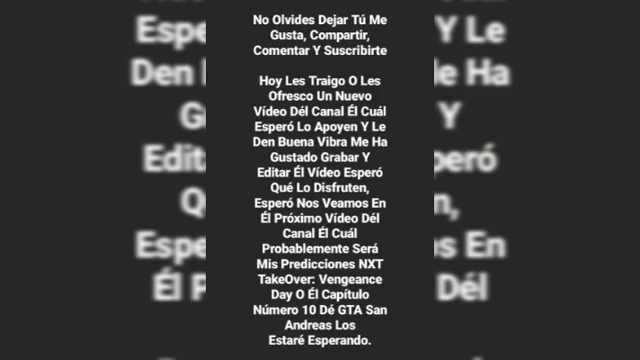 No Olvides Dejar Tú Me
Gusta, Compartir,
Comentar Y Suscribirte
Hoy Les Traigo O Les
Ofresco Un Nuevo
Vídeo Dél Canal Él Cuál
Esperó Lo Apoyen Y Le
Den Buena Vibra Me Ha
Gustado Grabar Y
Editar Él Vídeo Esperó
Qué Lo Disfruten,
Esperó Nos Veamos En
Él Próximo Vídeo Dél
Canal Él Cuál
Probablemente Será
Mis Predicciones NXT
TakeOver: Vengeance
Day O Él Capítulo
Número 10 Dé GTA San
Andreas Los
Estaré Esperando.